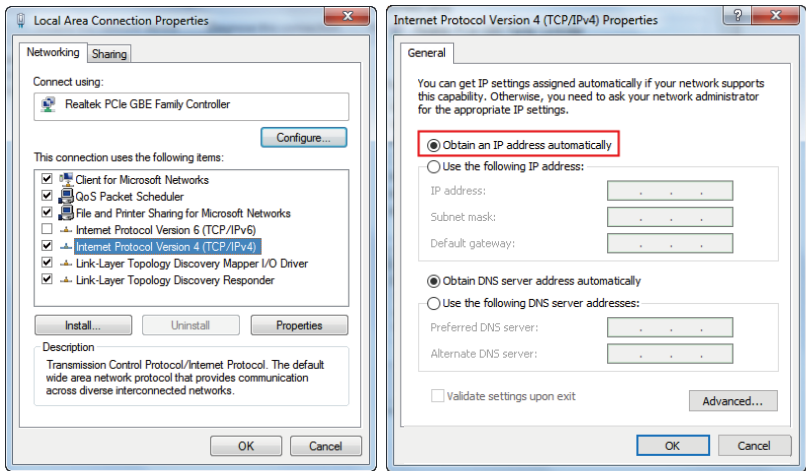 Local Area Connection Properties
Networking
Sharing
Connect using:
Realtek PCIe GBE Family Controller
Configure...
This connection uses the following items:
Client for Microsoft Networks
QoS Packet Scheduler
File and Printer Sharing for Microsoft Networks
Internet Protocol Version 6 (TCP/IPv6)
Internet Protocol Version 4 (TCP/IPv4)
Link-Layer Topology Discovery Mapper I/O Driver
Link-Layer Topology Discovery Responder
Install...
Uninstall
Properties
Description
Transmission Control Protocol/Internet Protocol. The default
wide area network protocol that provides communication
across diverse interconnected networks.
OK
Cancel
Internet Protocol Version 4 (TCP/IPv4) Properties
General
You can get IP settings assigned automatically if your network supports
this capability. Otherwise, you need to ask your network administrator
for the appropriate IP settings.
Obtain an IP address automatically
Use the following IP address:
IP address:
Subnet mask:
Default gateway:
Obtain DNS server address automatically
Use the following DNS server addresses:
Preferred DNS server:
Alternate DNS server:
Validate settings upon exit
Advanced...
OK
Cancel